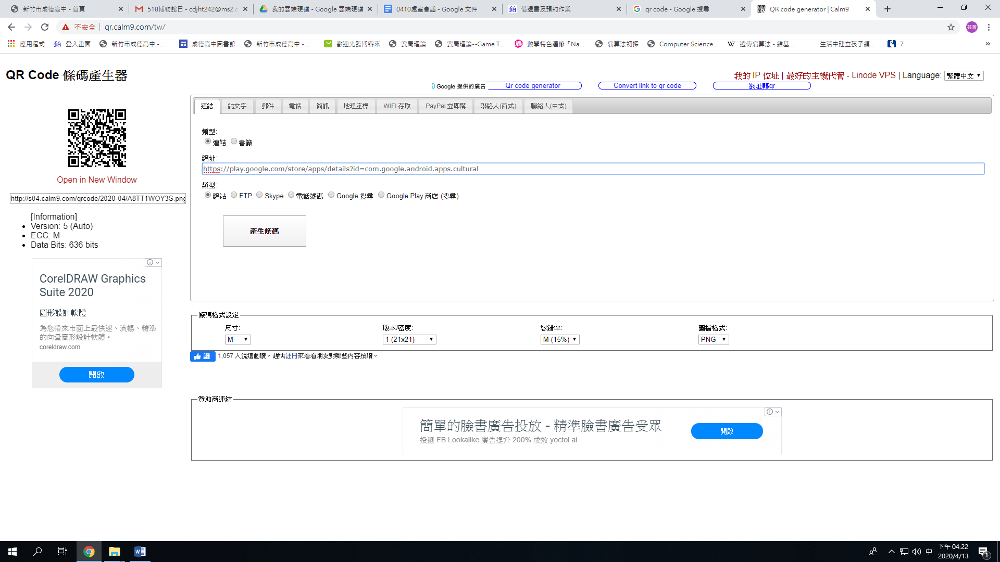 新竹市成德高中 - 首頁
518博物館日 - cdjht242@ms2.c
我的雲端硬碟 - Google 雲端硬碟
0410處室會議 - Google 文件
借還書及預約作業
qr code - Google 搜尋
QR code generator | Calm9
不安全 | qr.calm9.com/tw/
芸菁
應用程式
登入畫面
新竹市成德高中 -...
成德高中圖書館
新竹市成德高中 -...
歡迎光臨博客來
賽局理論
賽局理論--Game T...
數學特色選修『Na...
演算法初探
Computer Science...
遺傳演算法 - 維基...
生活中建立孩子編...
7
QR Code 條碼產生器
我的 IP 位址 | 最好的主機代管 - Linode VPS | Language: 繁體中文
Google 提供的廣告
Qr code generator
Convert link to qr code
網址轉qr
連結
純文字
郵件
電話
簡訊
地理座標
WIFI 存取
PayPal 立即購
聯絡人(西式)
聯絡人(中式)
類型:
連結 書籤
網址:
https://play.google.com/store/apps/details?id=com.google.android.apps.cultural
類型:
網站 FTP Skype 電話號碼 Google 搜尋 Google Play 商店 (搜尋)
產生條碼
Open in New Window
http://s04.calm9.com/qrcode/2020-04/A8TT1WOY3S.png
[Information]
Version: 5 (Auto)
ECC: M
Data Bits: 636 bits
CorelDRAW Graphics
Suite 2020
圖形設計軟體
為您帶來市面上最快速、流暢、精準
的向量圖形設計軟體。
coreldraw.com
開啟
條碼格式設定
尺寸:
版本/密度:
容錯率:
圖檔格式:
M
1 (21x21)
M (15%)
PNG
讚 1,057 人說這個讚。趕快註冊來看看朋友對哪些內容按讚。
贊助商連結
簡單的臉書廣告投放 - 精準臉書廣告受眾
投遞 FB Lookalike 廣告提升 200% 成效 yoctol.ai
開啟
中
下午 04:22
2020/4/13
1